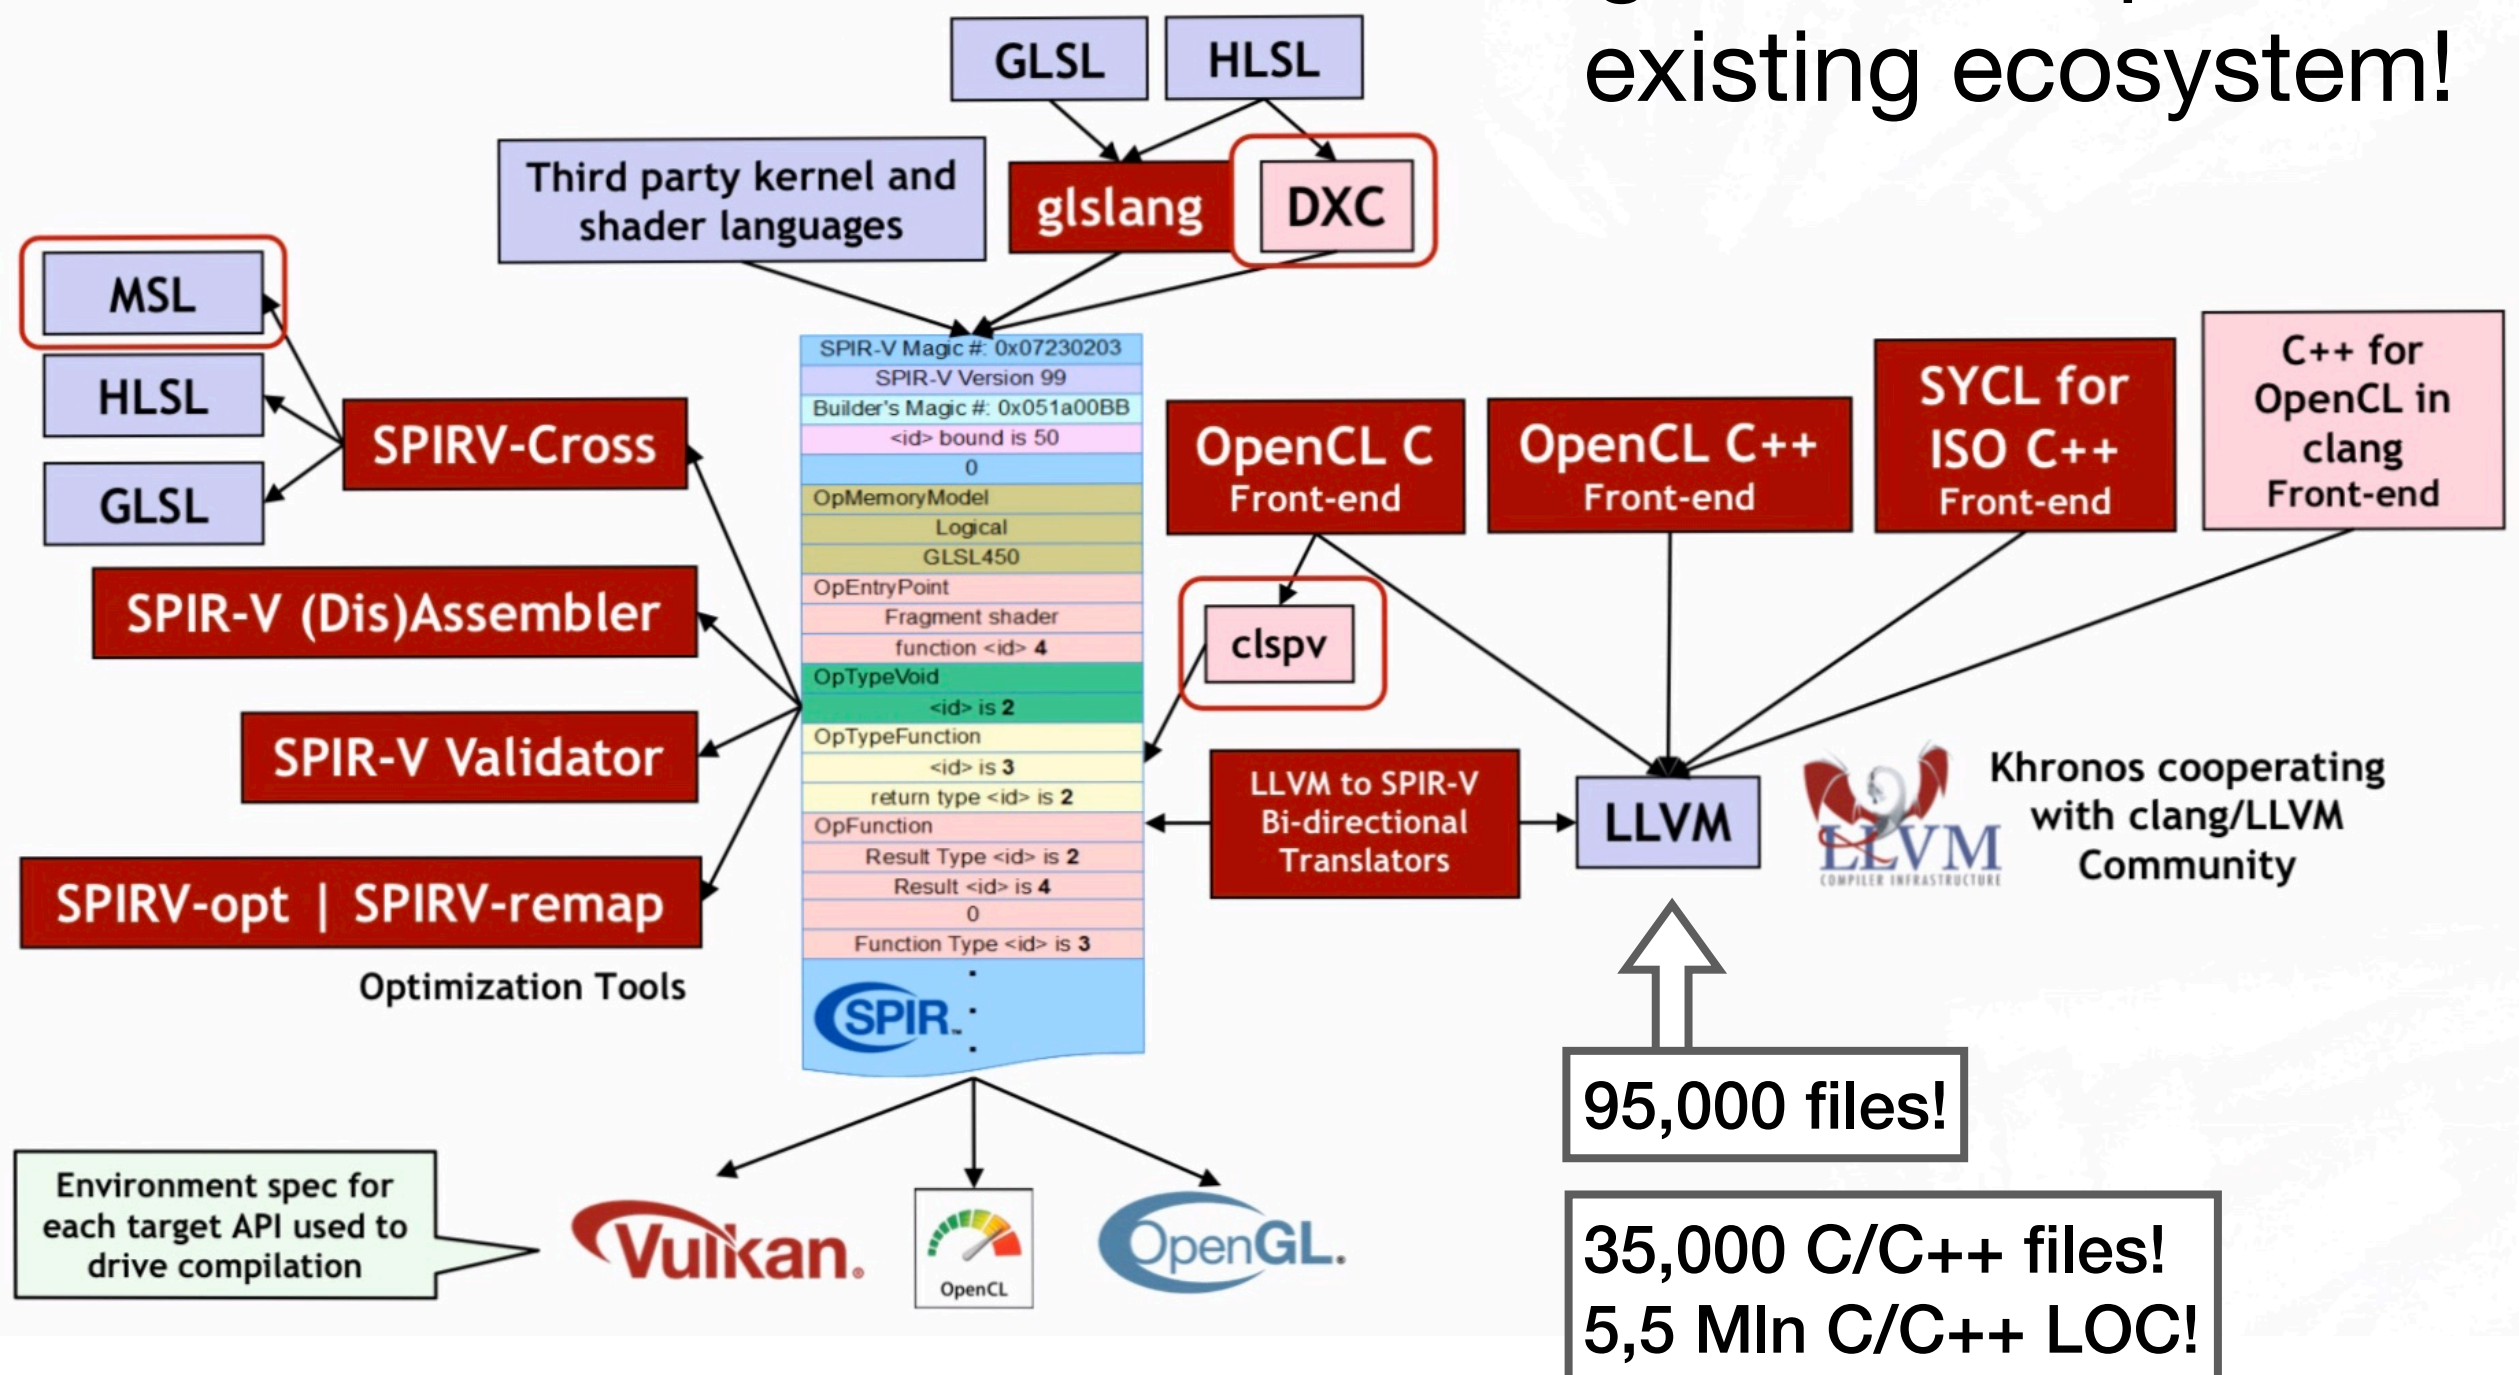 existing ecosystem!
GLSL
HLSL
Third party kernel and
shader languages
glslang
DXC
MSL
HLSL
GLSL
SPIRV-Cross
SPIR-V (Dis)Assembler
SPIR-V Validator
SPIRV-opt | SPIRV-remap
Optimization Tools
SPIR-V Magic #: 0x07230203
SPIR-V Version 99
Builder's Magic #: 0x051a00BB
<id> bound is 50
0
OpMemoryModel
Logical
GLSL450
OpEntryPoint
Fragment shader
function <id> 4
OpTypeVoid
<id> is 2
OpTypeFunction
<id> is 3
return type <id> is 2
OpFunction
Result Type <id> is 2
Result <id> is 4
0
Function Type <id> is 3
SPIR™
OpenCL C
Front-end
OpenCL C++
Front-end
SYCL for
ISO C++
Front-end
C++ for
OpenCL in
clang
Front-end
clspv
LLVM to SPIR-V
Bi-directional
Translators
LLVM
LLVM
COMPILER INFRASTRUCTURE
Khronos cooperating
with clang/LLVM
Community
95,000 files!
35,000 C/C++ files!
5,5 Mln C/C++ LOC!
Environment spec for
each target API used to
drive compilation
Vulkan®
OpenCL
OpenGL®